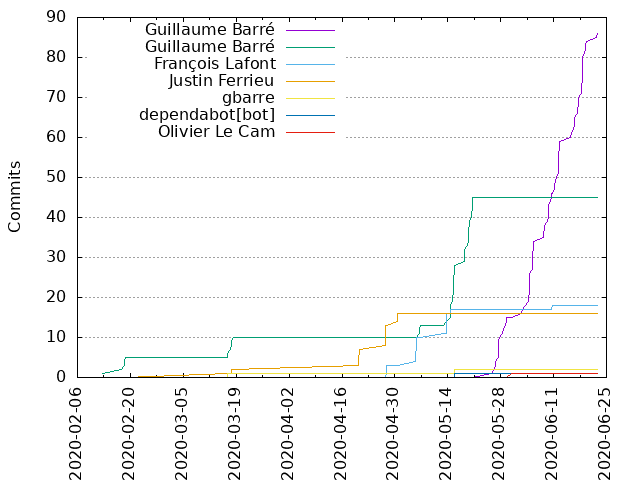 90
80
70
60
50
40
30
20
10
0
Commits
Guillaume Barré
Guillaume Barré
François Lafont
Justin Ferrieu
gbarre
dependabot[bot]
Olivier Le Cam
2020-02-06
2020-02-20
2020-03-05
2020-03-19
2020-04-02
2020-04-16
2020-04-30
2020-05-14
2020-05-28
2020-06-11
2020-06-25